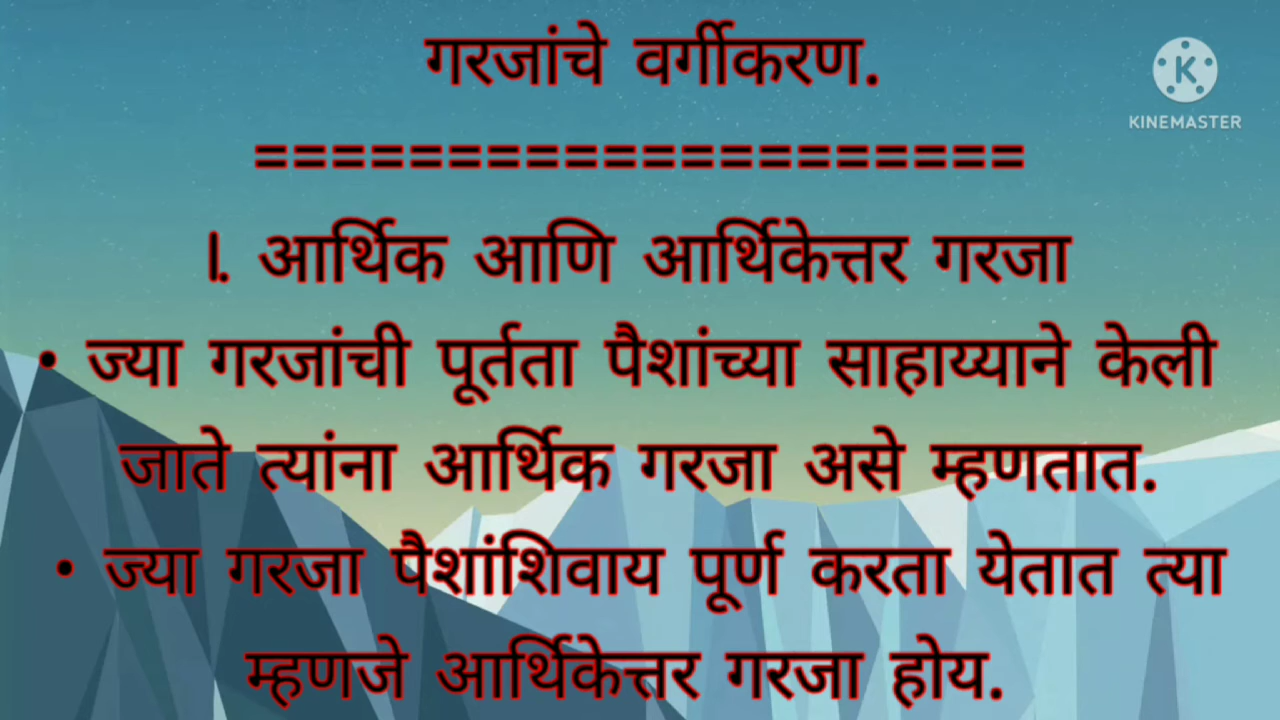 गरजांचे वर्गीकरण.
KINEMASTER
====================
I. आर्थिक आणि आर्थिकेत्तर गरजा
• ज्या गरजांची पूर्तता पैशांच्या साहाय्याने केली
जाते त्यांना आर्थिक गरजा असे म्हणतात.
• ज्या गरजा पैशांशिवाय पूर्ण करता येतात त्या
म्हणजे आर्थिकेत्तर गरजा होय.